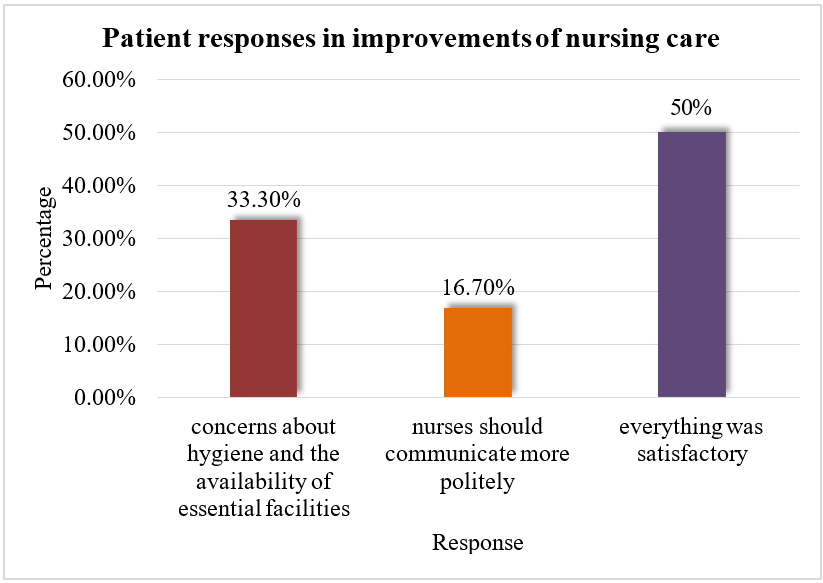 Patient responses in improvements of nursing care
60.00%
50.00%
40.00%
30.00%
20.00%
10.00%
0.00%
Percentage
33.30%
16.70%
50%
concerns about
hygiene and the
availability of
essential facilities
nurses should
communicate more
politely
everything was
satisfactory
Response